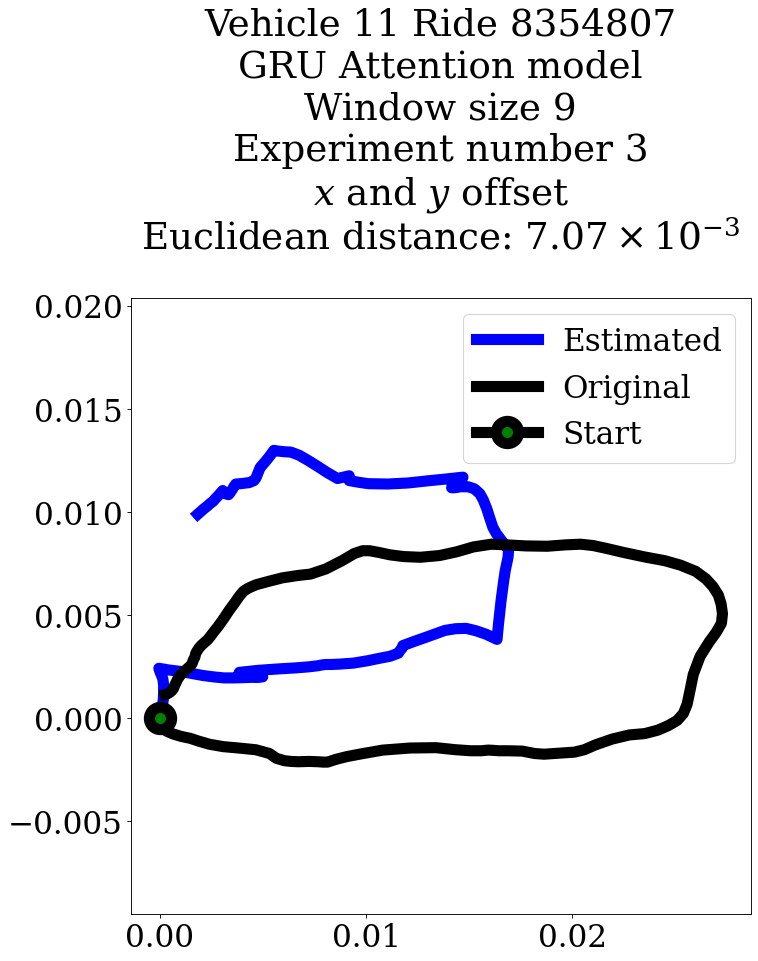 Vehicle 11 Ride 8354807
GRU Attention model
Window size 9
Experiment number 3
x and y offset
Euclidean distance: 7.07 × 10⁻³
0.020
0.015
0.010
0.005
0.000
−0.005
Estimated
Original
Start
0.00 0.01 0.02